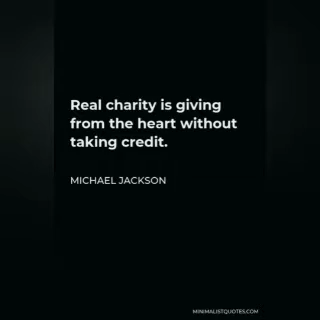 Real charity is giving
from the heart without
taking credit.
MICHAEL JACKSON
MINIMALISTQUOTES.COM